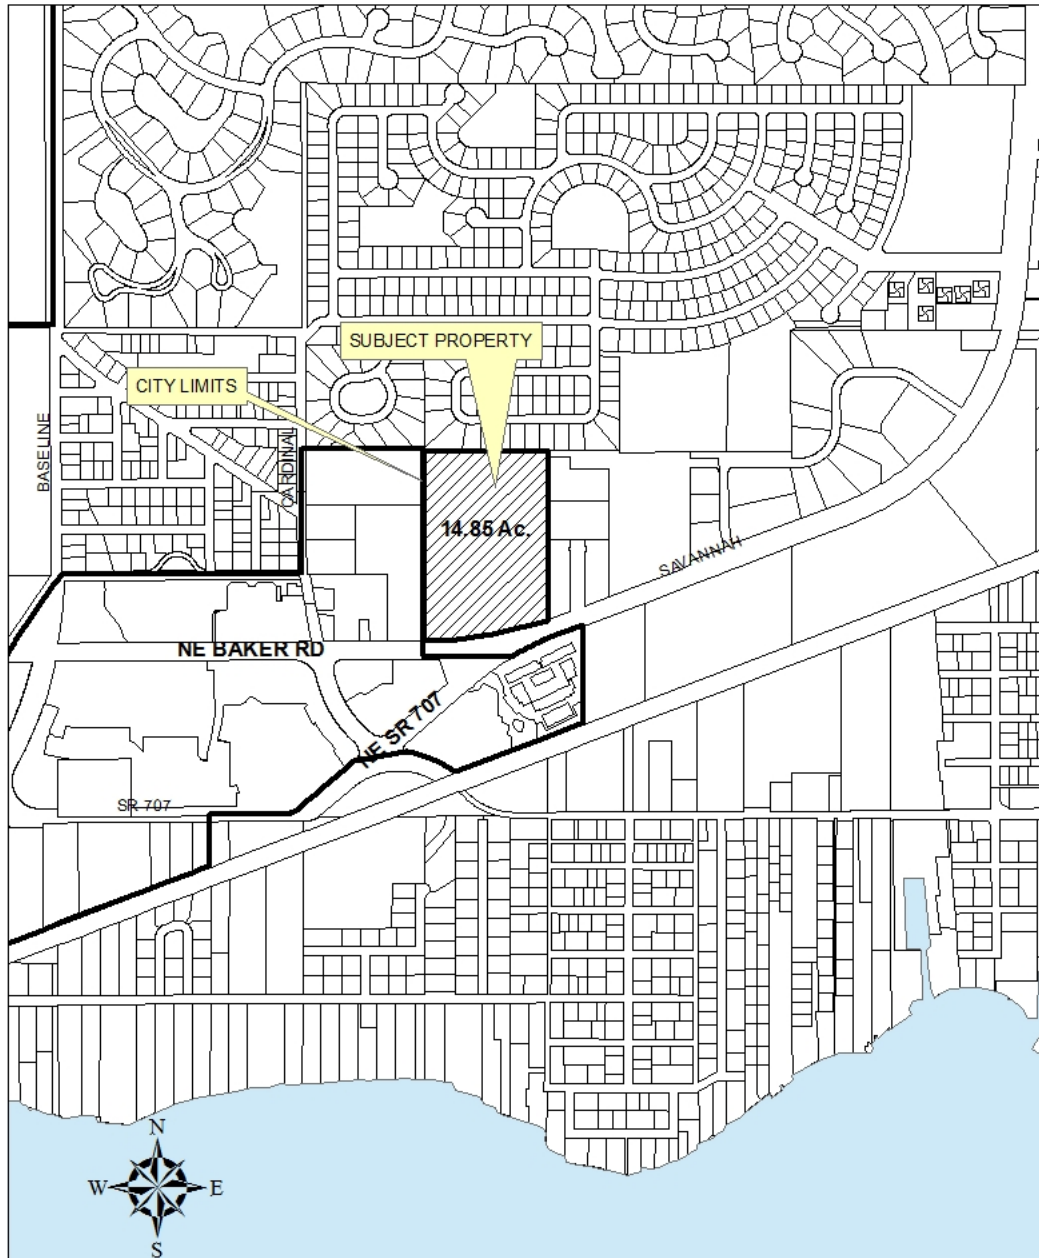 SUBJECT PROPERTY
CITY LIMITS
BASELINE
CARDINAL
14.85 Ac.
SAVANNAH
NE BAKER RD
NE SR 707
SR 707
N
W
E
S